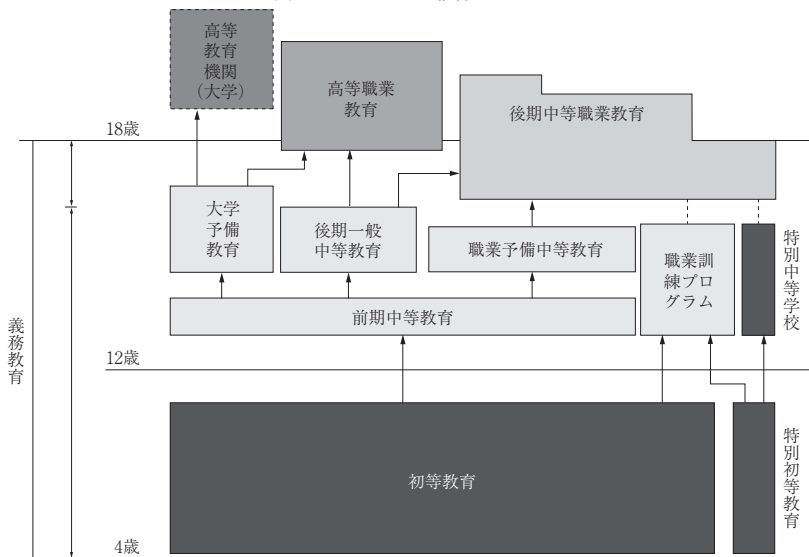 高等
教育
機関
（大学）
高等職業
教育
後期中等職業教育
18歳
大学
予備
教育
後期一般
中等教育
職業予備中等教育
職業訓
練プロ
グラム
特別中等学校
前期中等教育
義務教育
12歳
初等教育
特別初等教育
4歳